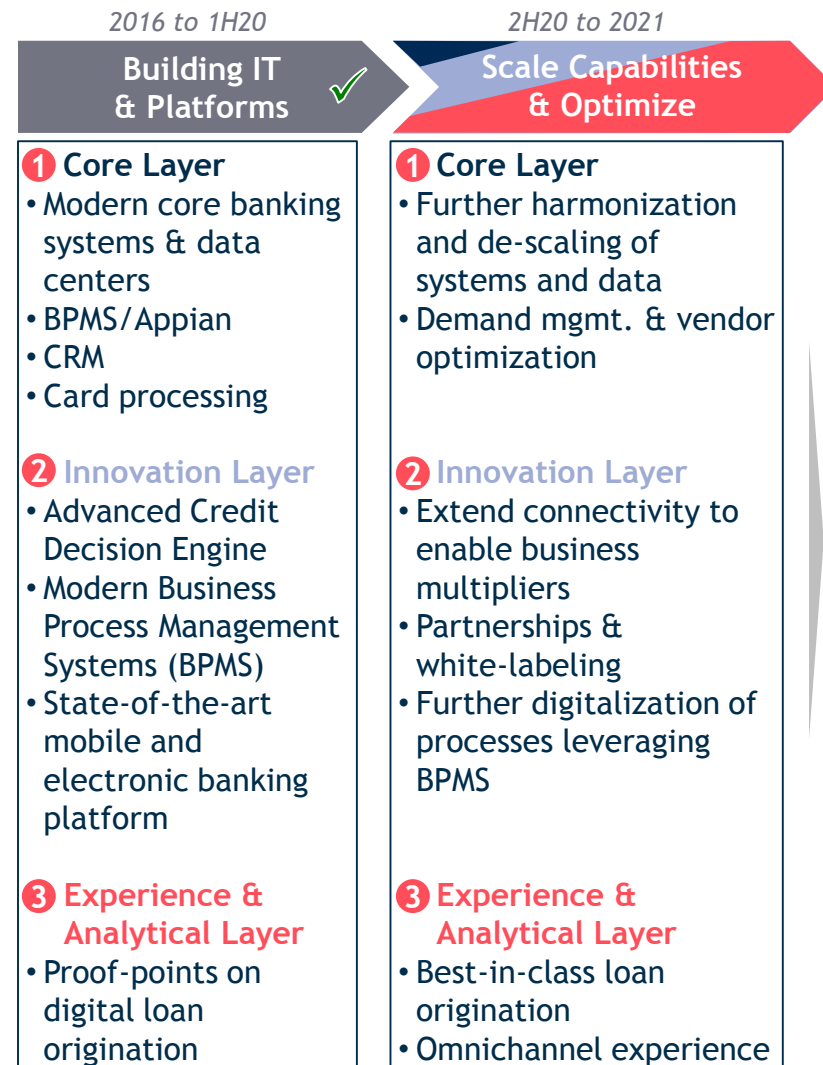 2016 to 1H20
Building IT
& Platforms
1 Core Layer
• Modern core banking
systems & data
centers
• BPMS/Appian
• CRM
• Card processing
2 Innovation Layer
• Advanced Credit
Decision Engine
• Modern Business
Process Management
Systems (BPMS)
• State-of-the-art
mobile and
electronic banking
platform
3 Experience &
Analytical Layer
• Proof-points on
digital loan
origination
2H20 to 2021
Scale Capabilities
& Optimize
1 Core Layer
• Further harmonization
and de-scaling of
systems and data
• Demand mgmt. & vendor
optimization
2 Innovation Layer
• Extend connectivity to
enable business
multipliers
• Partnerships &
white-labeling
• Further digitalization of
processes leveraging
BPMS
3 Experience &
Analytical Layer
• Best-in-class loan
origination
• Omnichannel experience